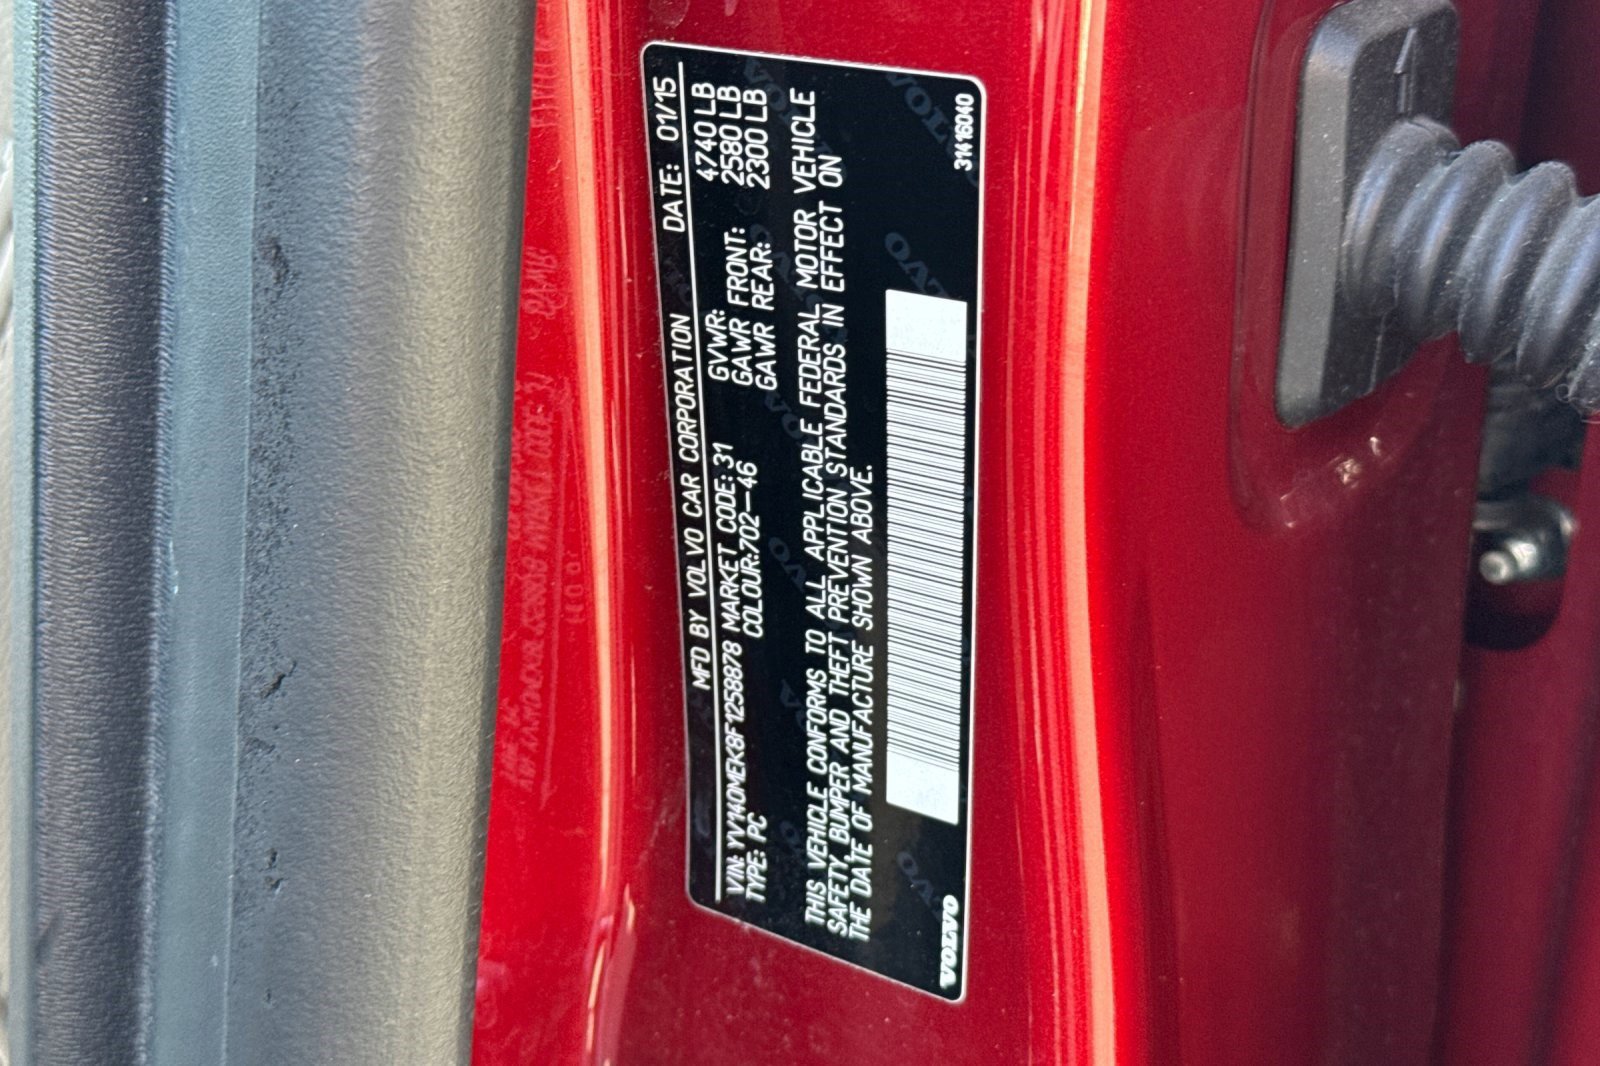 MFD BY VOLVO CAR CORPORATION DATE: 01/15
VIN: YV140MEK8F1258878 MARKET CODE: 31 GVWR: 4740 LB
TYPE: PC COLOUR:702-46 GAWR FRONT: 2580 LB
GAWR REAR: 2300 LB
THIS VEHICLE CONFORMS TO ALL APPLICABLE FEDERAL MOTOR VEHICLE
SAFETY, BUMPER AND THEFT PREVENTION STANDARDS IN EFFECT ON
THE DATE OF MANUFACTURE SHOWN ABOVE.
VOLVO 31416040